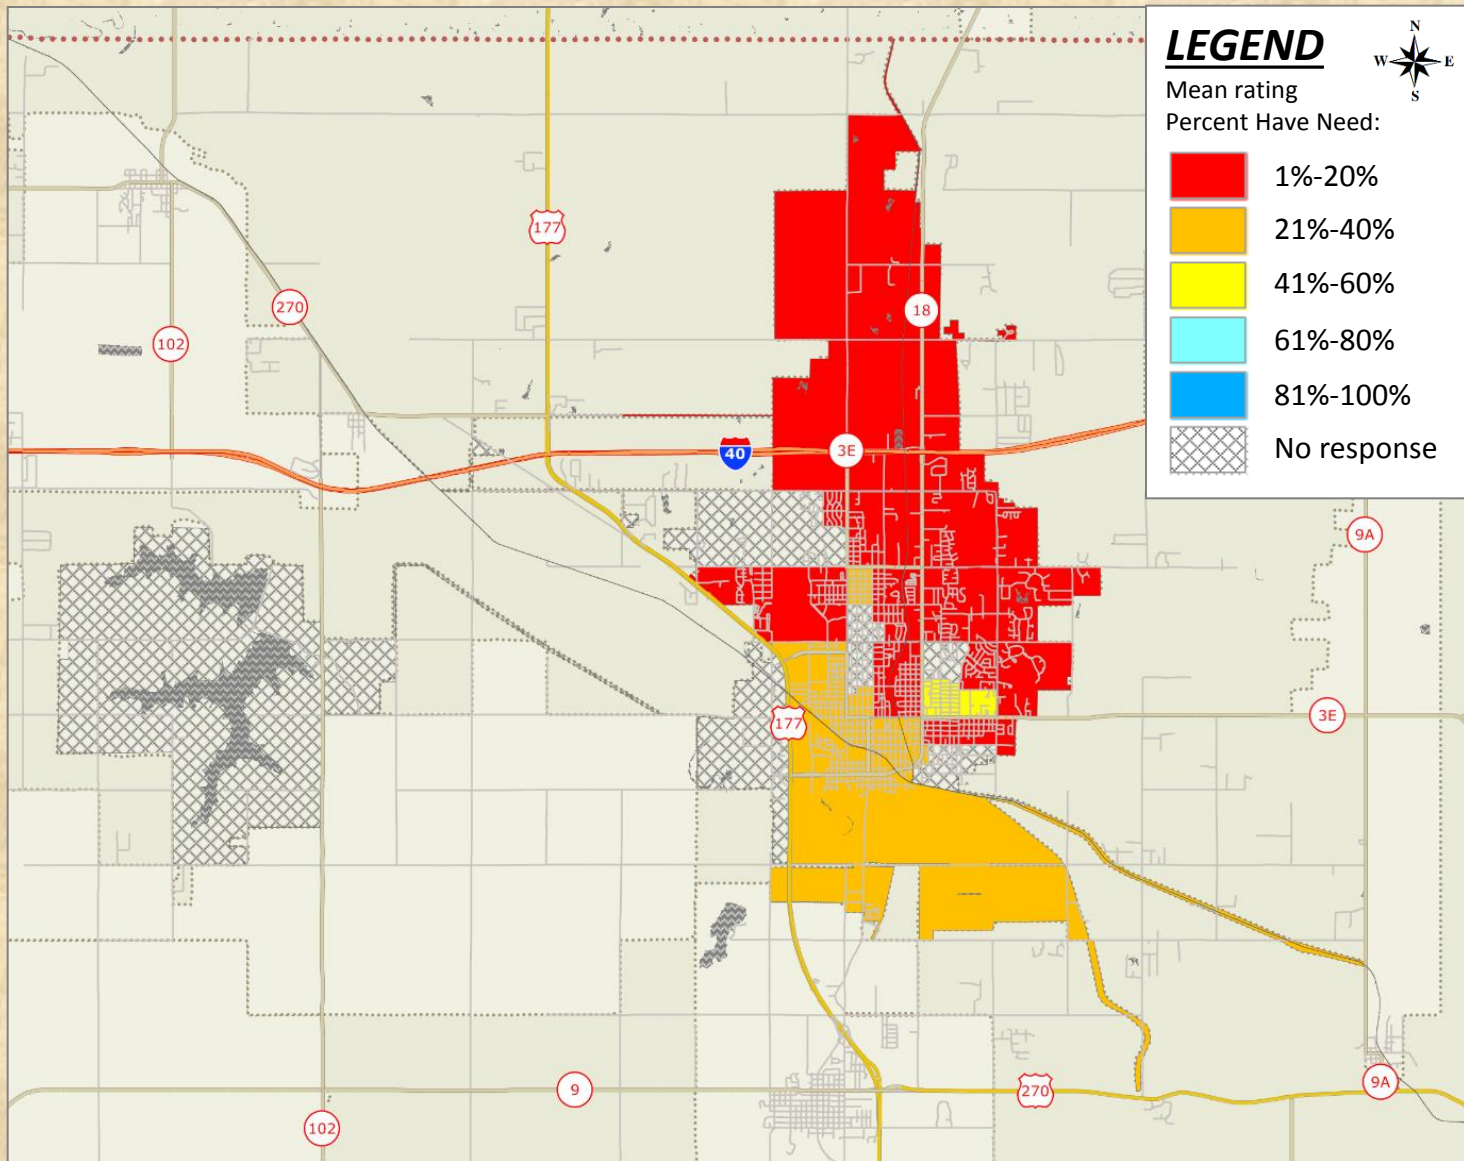 LEGEND
N
W E
S
Mean rating
Percent Have Need:
1%-20%
21%-40%
41%-60%
61%-80%
81%-100%
No response
177
270
18
102
40
3E
9A
3E
177
9
270
9A
102